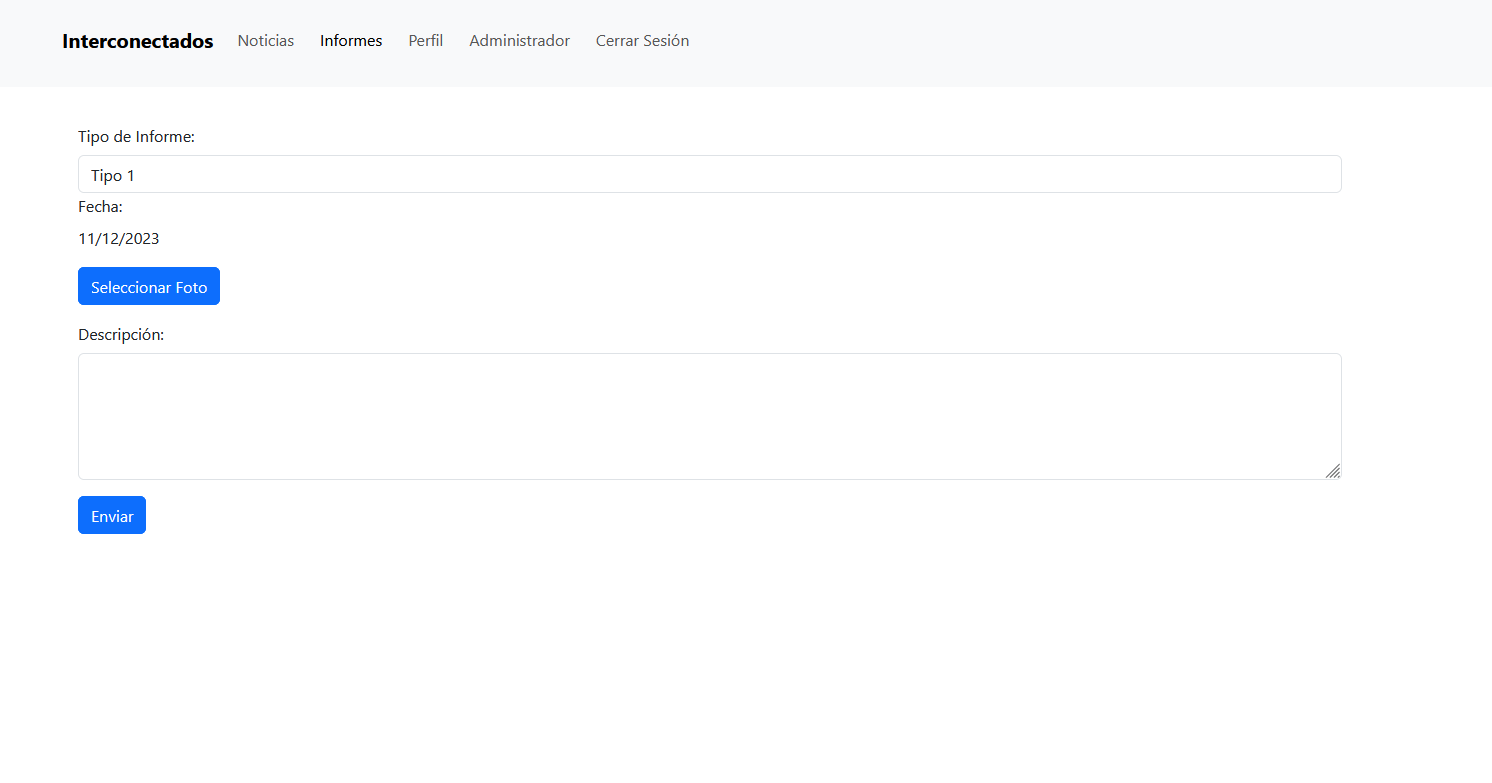 Interconectados Noticias Informes Perfil Administrador Cerrar Sesión
Tipo de Informe:
Tipo 1
Fecha:
11/12/2023
Seleccionar Foto
Descripción:
Enviar